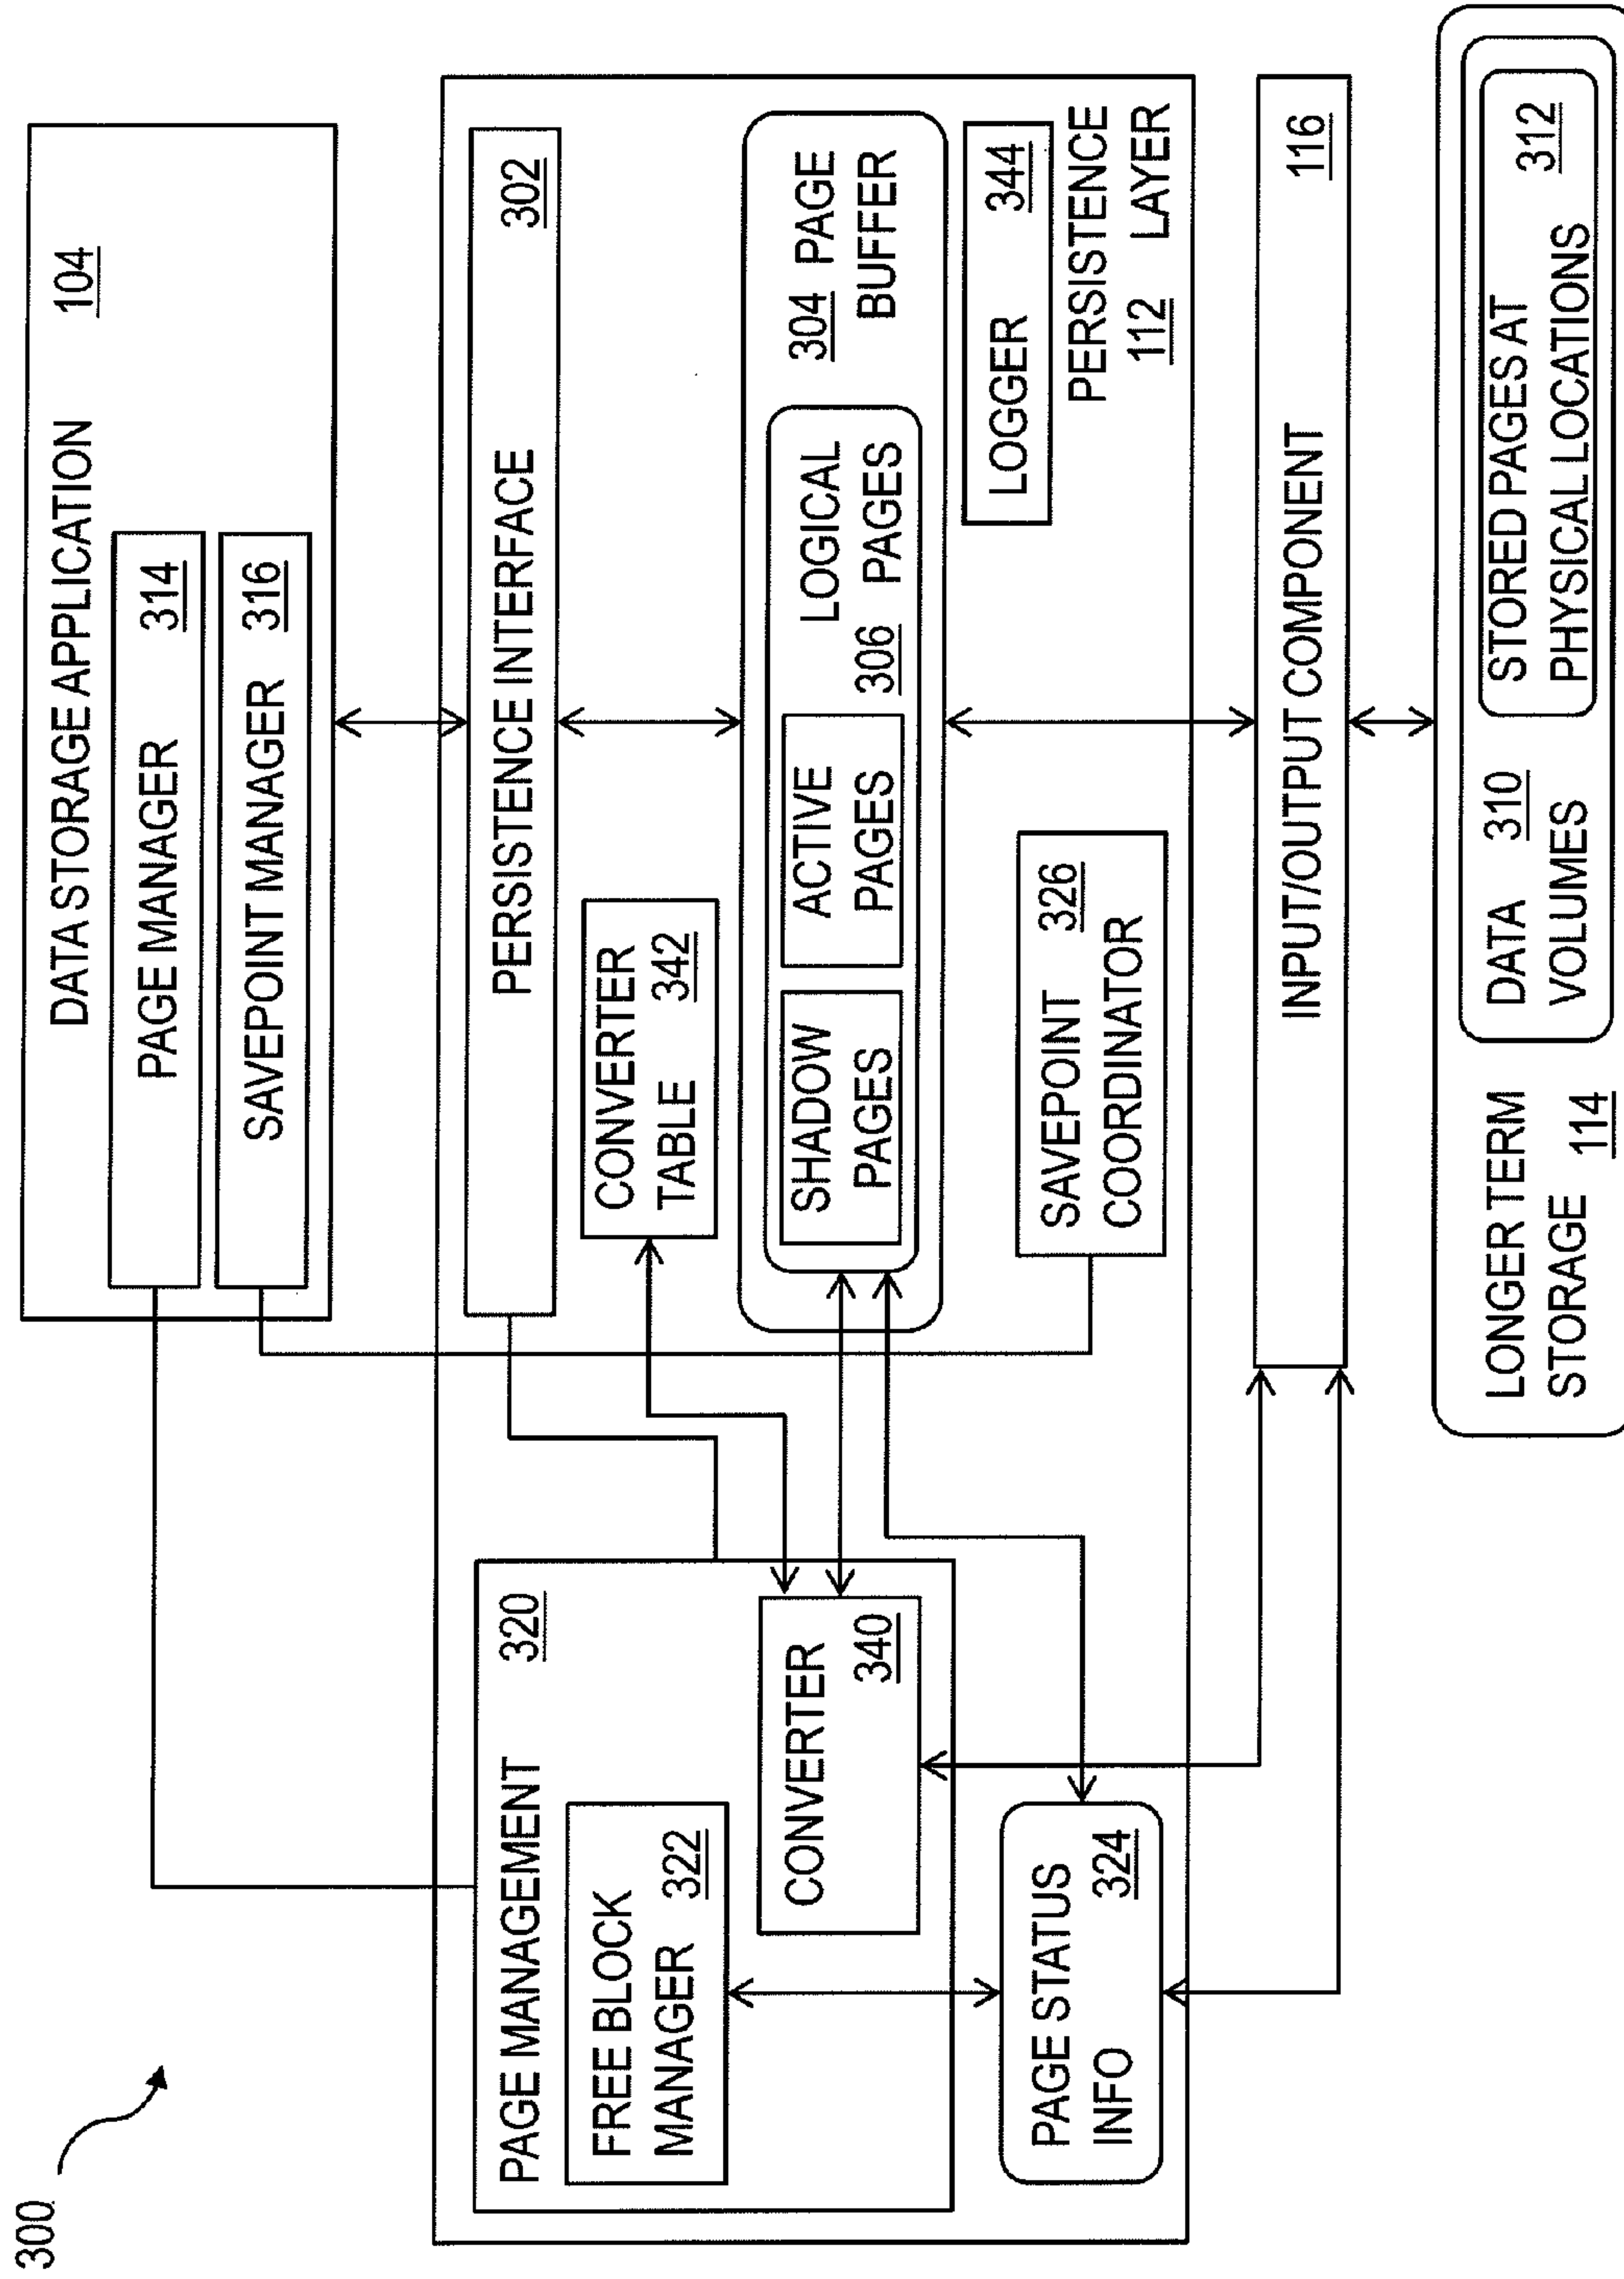 300
DATA STORAGE APPLICATION 104
PAGE MANAGER 314
SAVEPOINT MANAGER 316
PERSISTENCE INTERFACE 302
PAGE MANAGEMENT 320
FREE BLOCK
MANAGER 322
CONVERTER
340
CONVERTER
TABLE 342
304 PAGE
BUFFER
LOGICAL
306 PAGES
SHADOW
PAGES
ACTIVE
PAGES
PAGE STATUS
INFO 324
SAVEPOINT
COORDINATOR 326
LOGGER 344
PERSISTENCE
112 LAYER
INPUT/OUTPUT COMPONENT 116
LONGER TERM
STORAGE 114
DATA 310
VOLUMES
STORED PAGES AT
PHYSICAL LOCATIONS 312